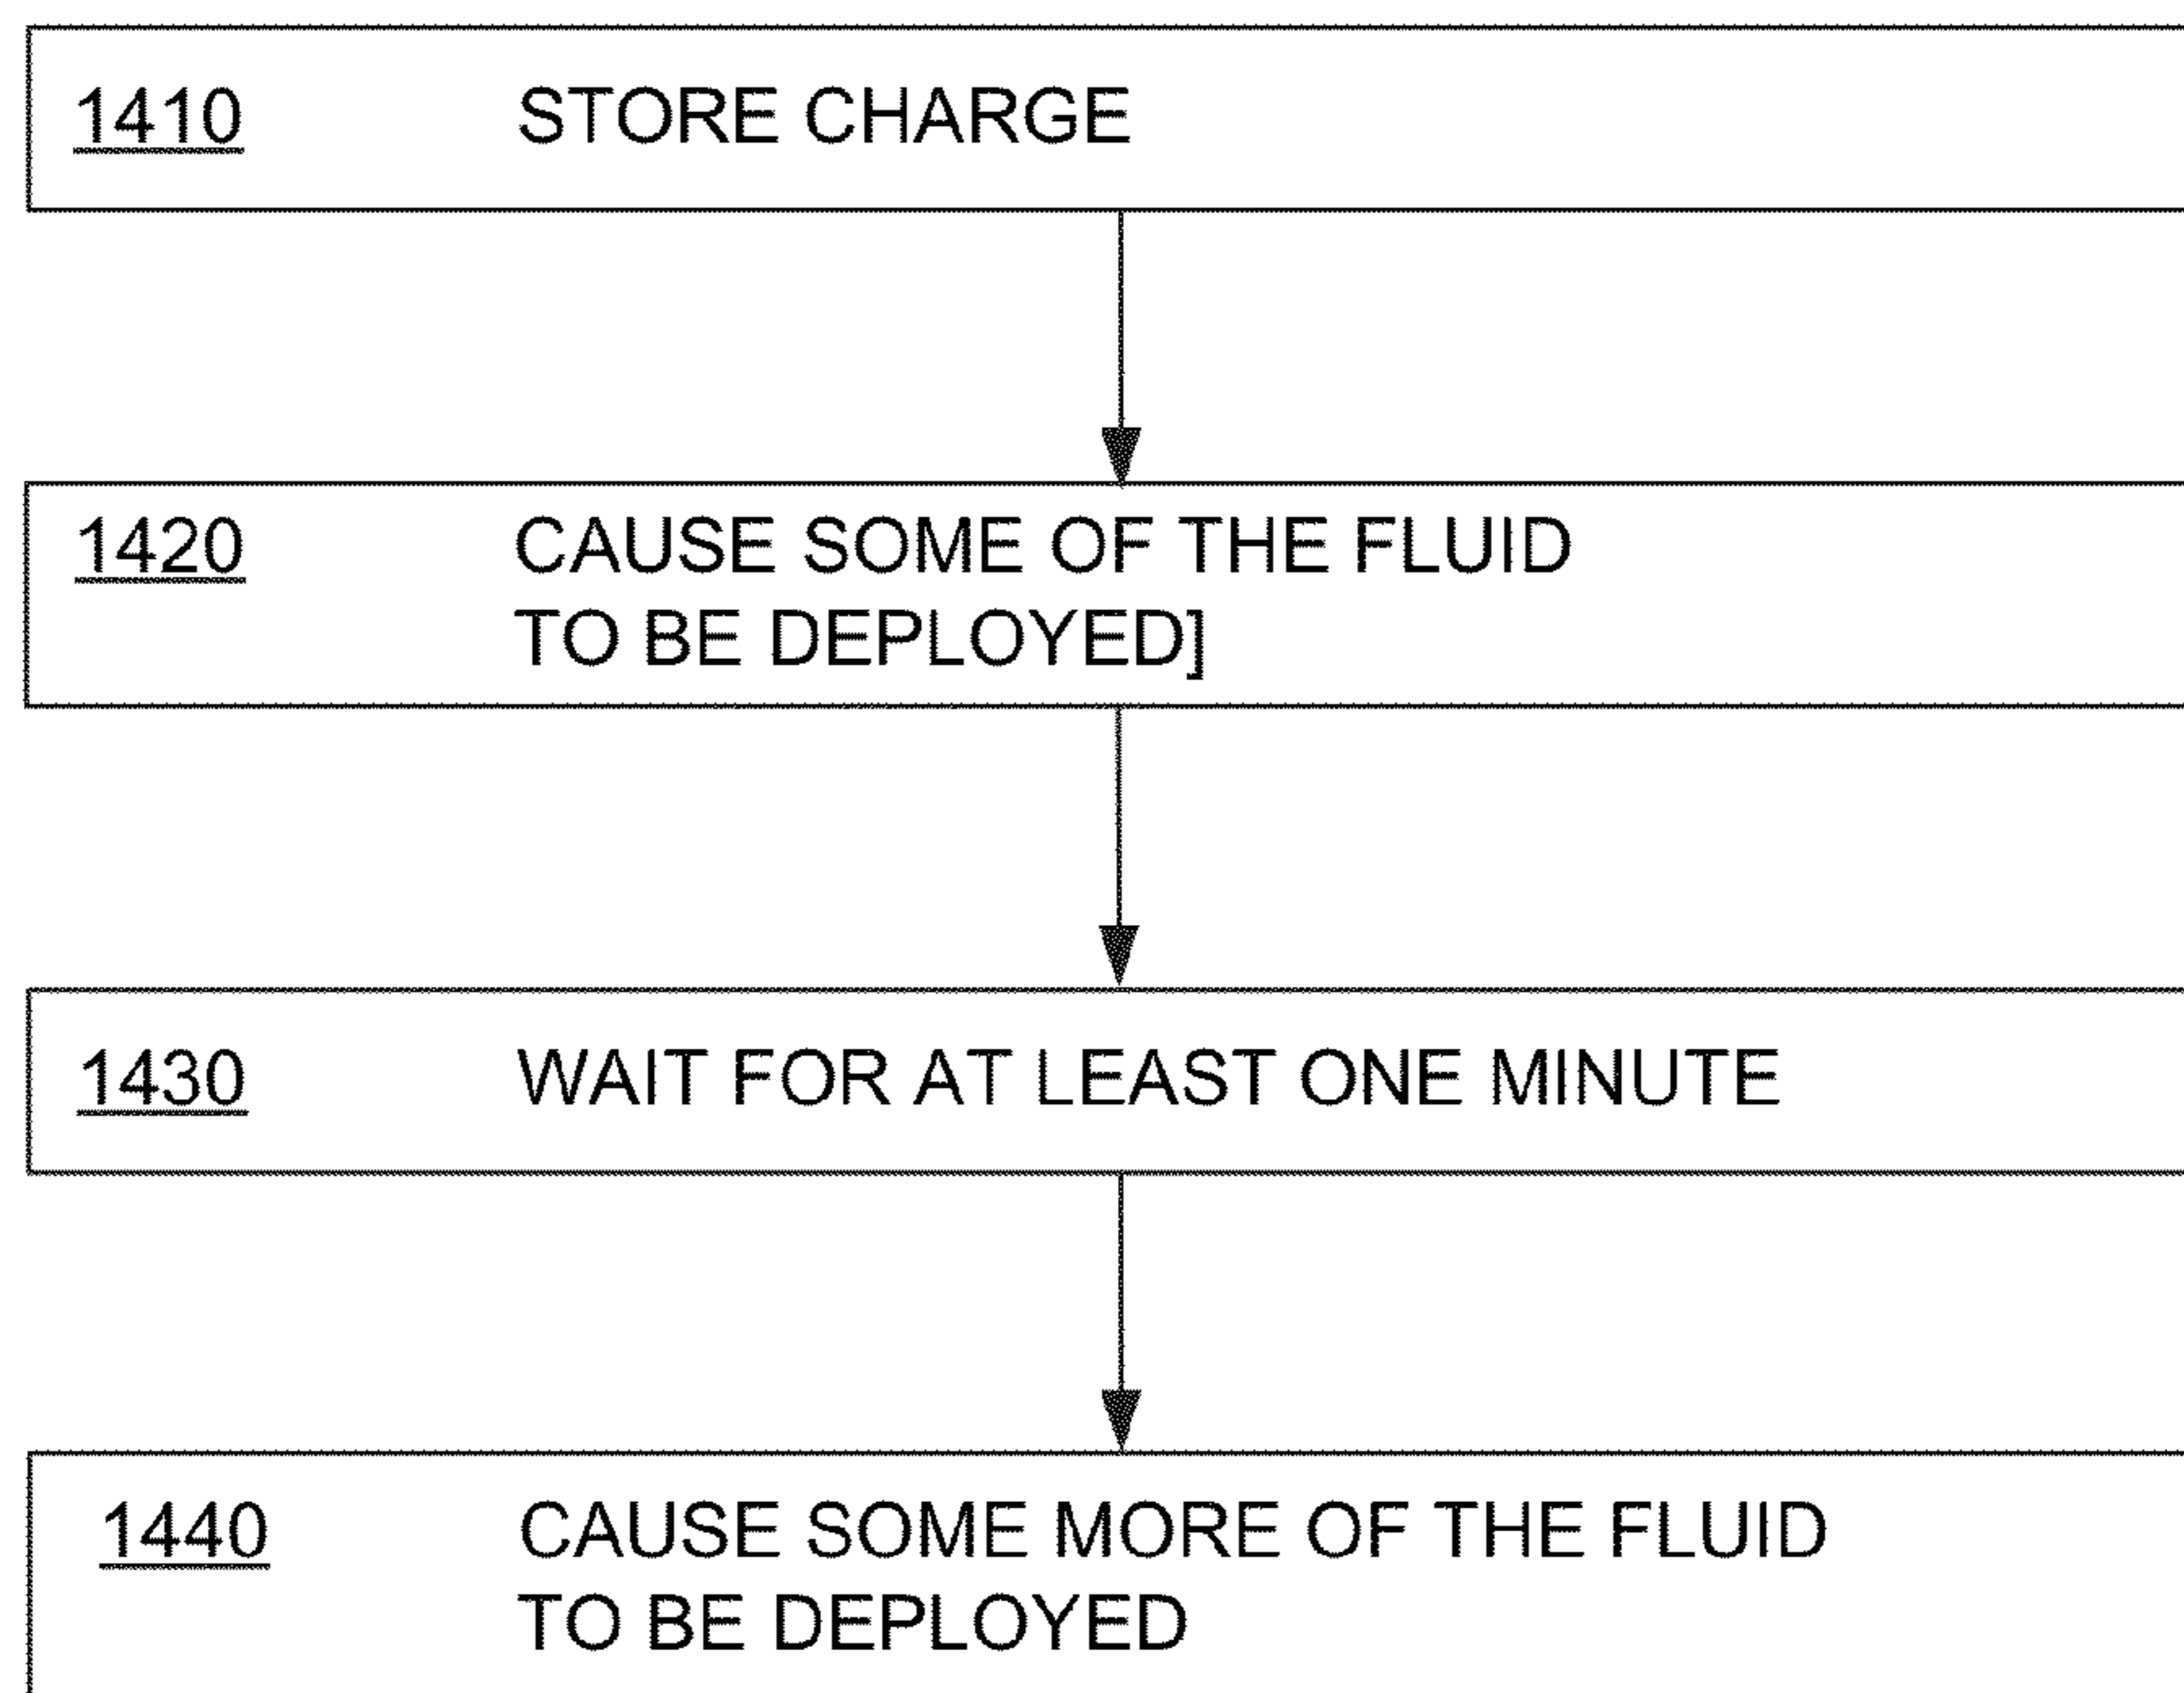 1410 STORE CHARGE
1420 CAUSE SOME OF THE FLUID
TO BE DEPLOYED]
1430 WAIT FOR AT LEAST ONE MINUTE
1440 CAUSE SOME MORE OF THE FLUID
TO BE DEPLOYED